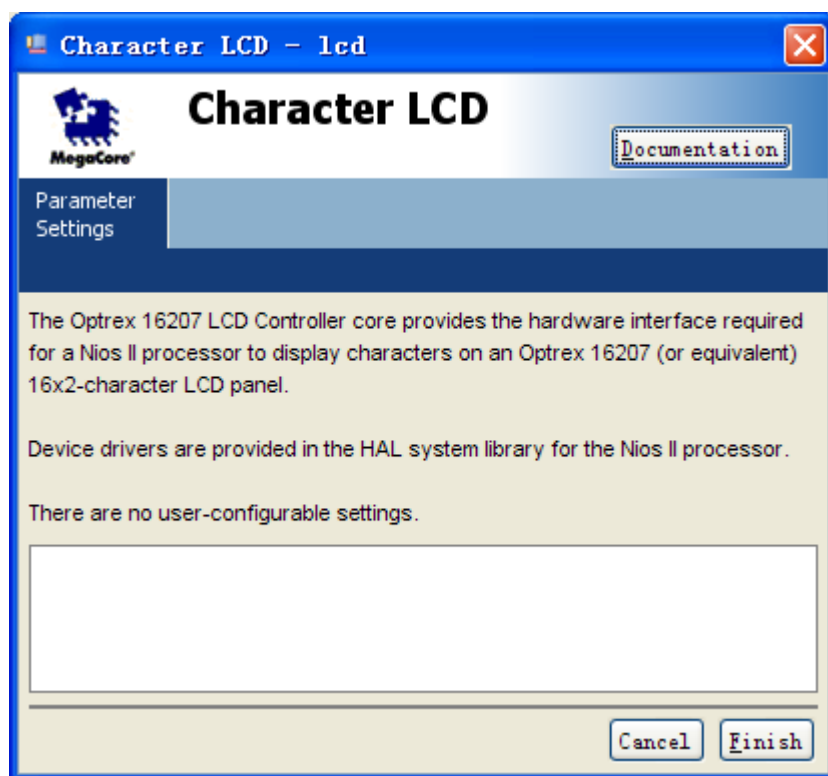 Character LCD - lcd
Character LCD
MegaCore®
Documentation
Parameter
Settings
The Optrex 16207 LCD Controller core provides the hardware interface required
for a Nios II processor to display characters on an Optrex 16207 (or equivalent)
16x2-character LCD panel.
Device drivers are provided in the HAL system library for the Nios II processor.
There are no user-configurable settings.
Cancel Finish